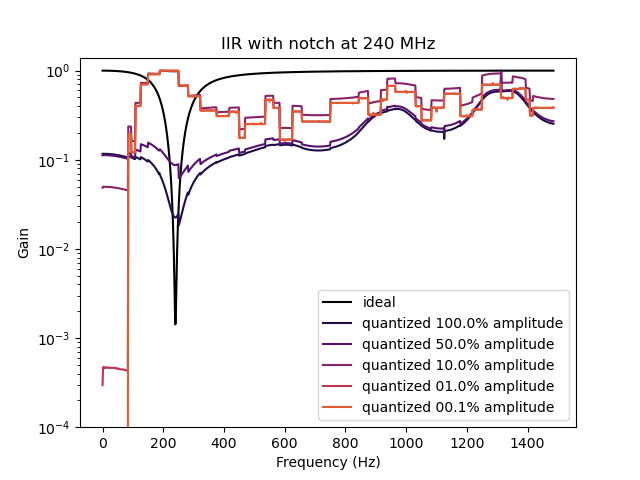 IIR with notch at 240 MHz
10⁰
10⁻¹
10⁻²
10⁻³
10⁻⁴
Gain
ideal
quantized 100.0% amplitude
quantized 50.0% amplitude
quantized 10.0% amplitude
quantized 01.0% amplitude
quantized 00.1% amplitude
0 200 400 600 800 1000 1200 1400
Frequency (Hz)